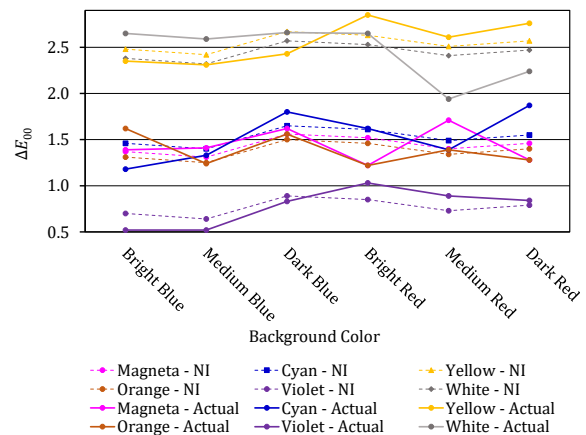 2.5
2.0
1.5
1.0
0.5
ΔE00
Bright Blue
Medium Blue
Dark Blue
Bright Red
Medium Red
Dark Red
Background Color
Magneta - NI
Cyan - NI
Yellow - NI
Orange - NI
Violet - NI
White - NI
Magneta - Actual
Cyan - Actual
Yellow - Actual
Orange - Actual
Violet - Actual
White - Actual